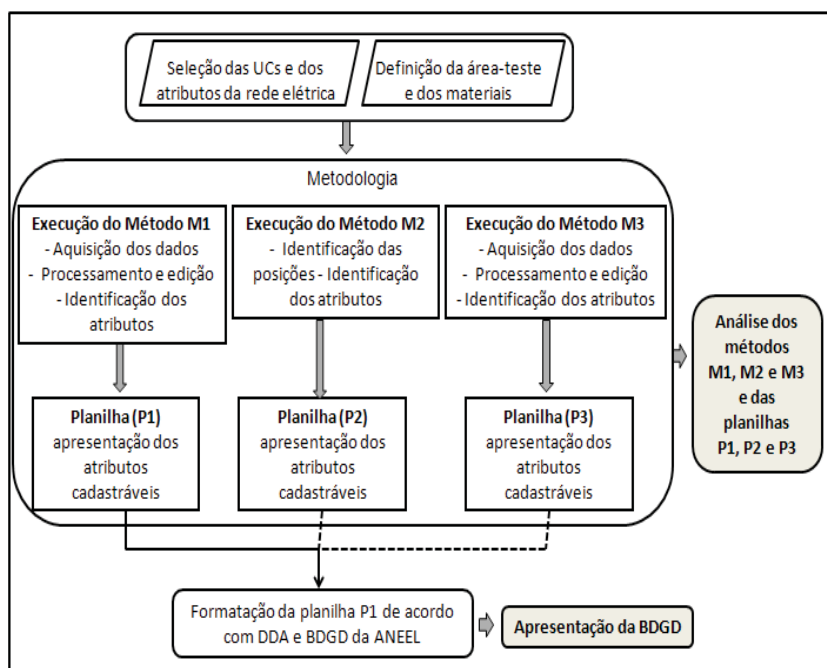 Seleção das UCs e dos
atributos da rede elétrica
Definição da área-teste
e dos materiais
Metodologia
Execução do Método M1
- Aquisição dos dados
- Processamento e edição
- Identificação dos
atributos
Execução do Método M2
- Identificação das
posições - Identificação
dos atributos
Execução do Método M3
- Aquisição dos dados
- Processamento e edição
- Identificação dos atributos
Planilha (P1)
apresentação dos
atributos
cadastráveis
Planilha (P2)
apresentação dos
atributos
cadastráveis
Planilha (P3)
apresentação dos
atributos
cadastráveis
Análise dos
métodos
M1, M2 e M3
e das
planilhas
P1, P2 e P3
Formatação da planilha P1 de acordo
com DDA e BDGD da ANEEL
Apresentação da BDGD